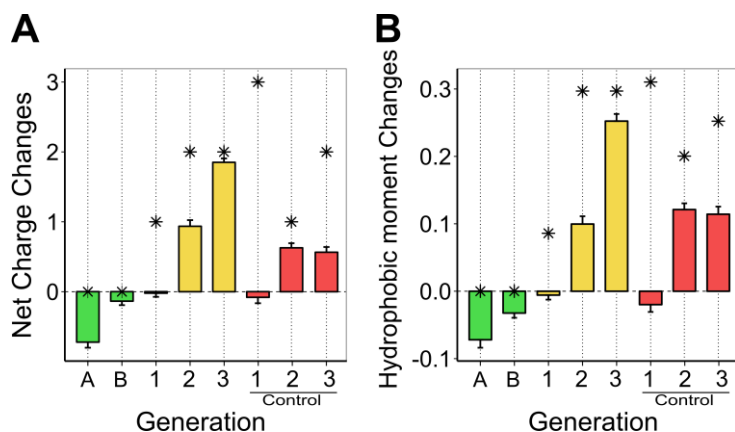 A
Net Charge Changes
3
2
1
0
A B 1 2 3 1 2 3
Control
Generation
B
Hydrophobic moment Changes
0.3
0.2
0.1
0.0
-0.1
A B 1 2 3 1 2 3
Control
Generation